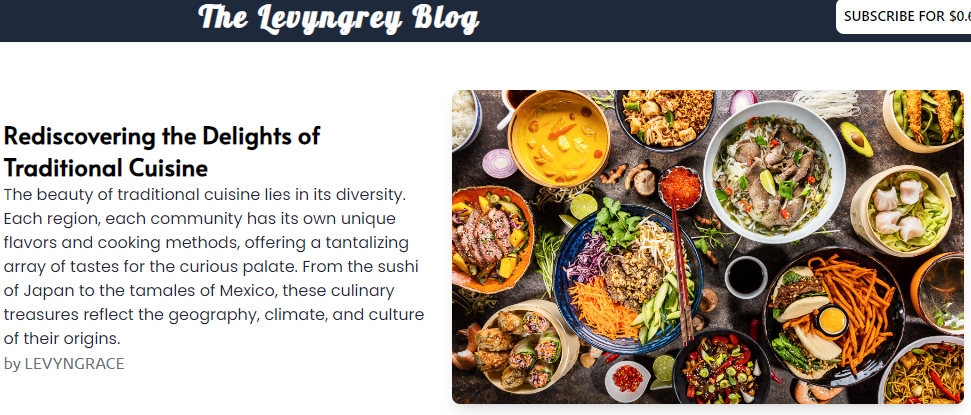 The Levyngrey Blog
SUBSCRIBE FOR
Rediscovering the Delights of
Traditional Cuisine
The beauty of traditional cuisine lies in its diversity.
Each region, each community has its own unique
flavors and cooking methods, offering a tantalizing
array of tastes for the curious palate. From the sushi
of Japan to the tamales of Mexico, these culinary
treasures reflect the geography, climate, and culture
of their origins.
by LEVYNGRACE